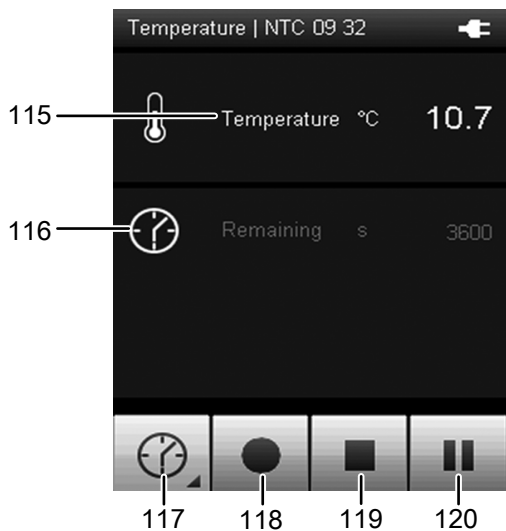 Temperature | NTC 09 32
115 Temperature °C 10.7
116 Remaining s 3600
117 118 119 120